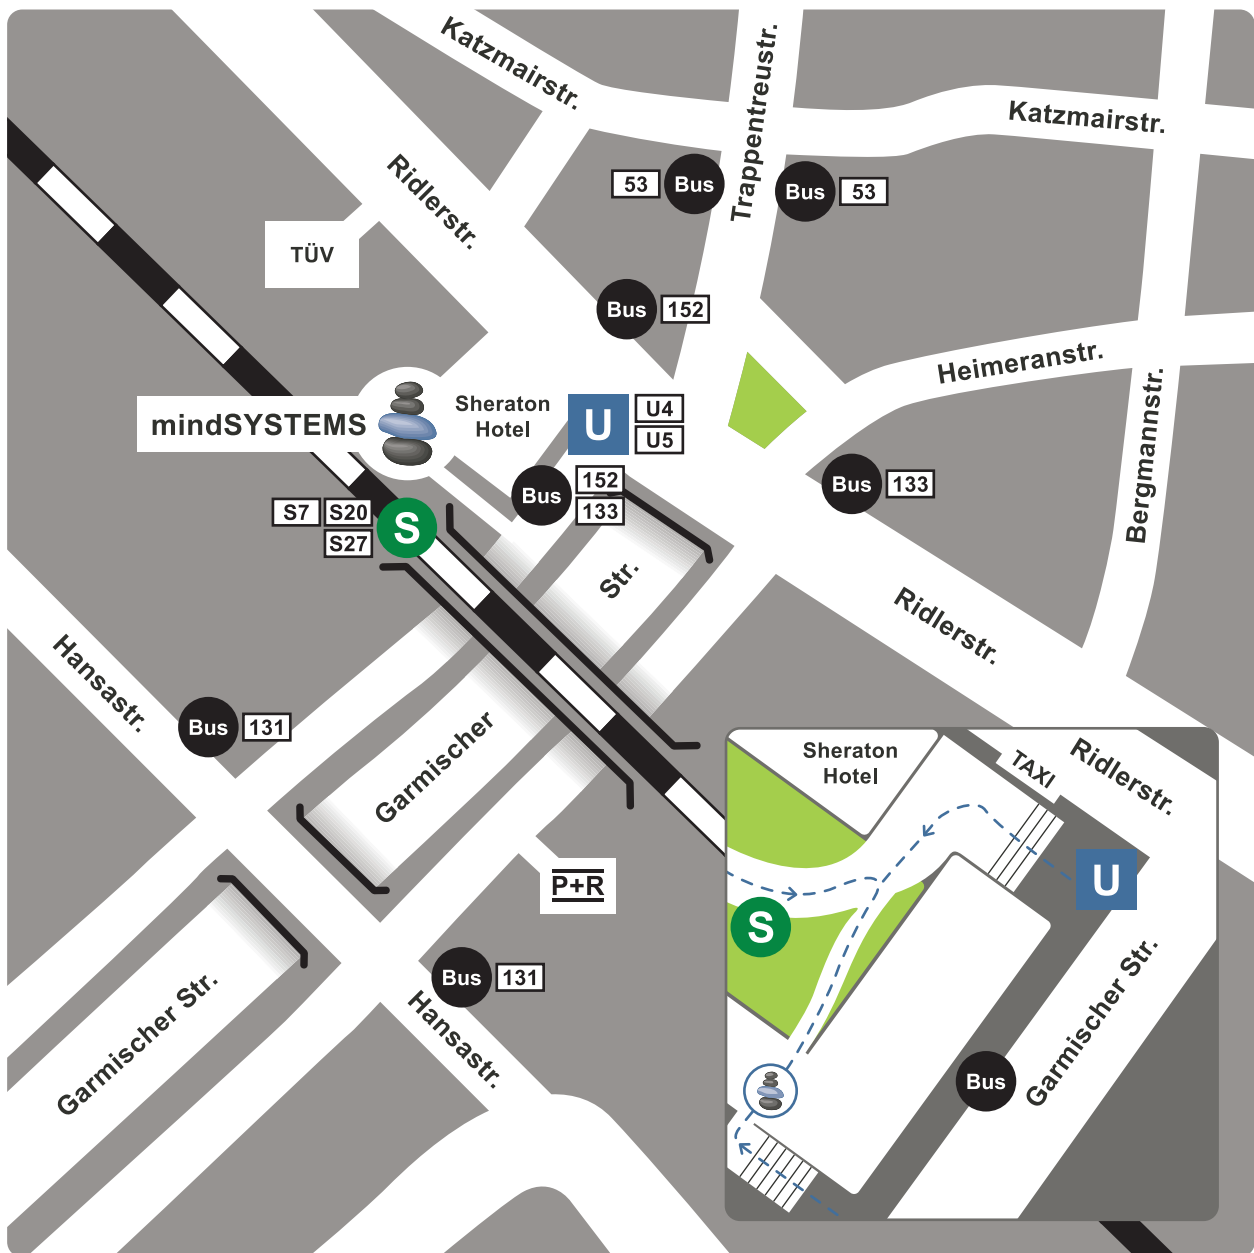 Katzmairstr.
Trappentreustr.
Katzmairstr.
Ridlerstr.
53
Bus
Bus
53
TÜV
Bus
152
Heimeranstr.
Bergmannstr.
mindSYSTEMS
Sheraton
Hotel
U
U4
U5
Bus
152
133
Bus
133
S7
S20
S27
S
Str.
Ridlerstr.
Hansastr.
Bus
131
Garmischer
P+R
Bus
131
Hansastr.
Garmischer Str.
Sheraton
Hotel
TAXI
Ridlerstr.
U
S
Garmischer Str.
Bus